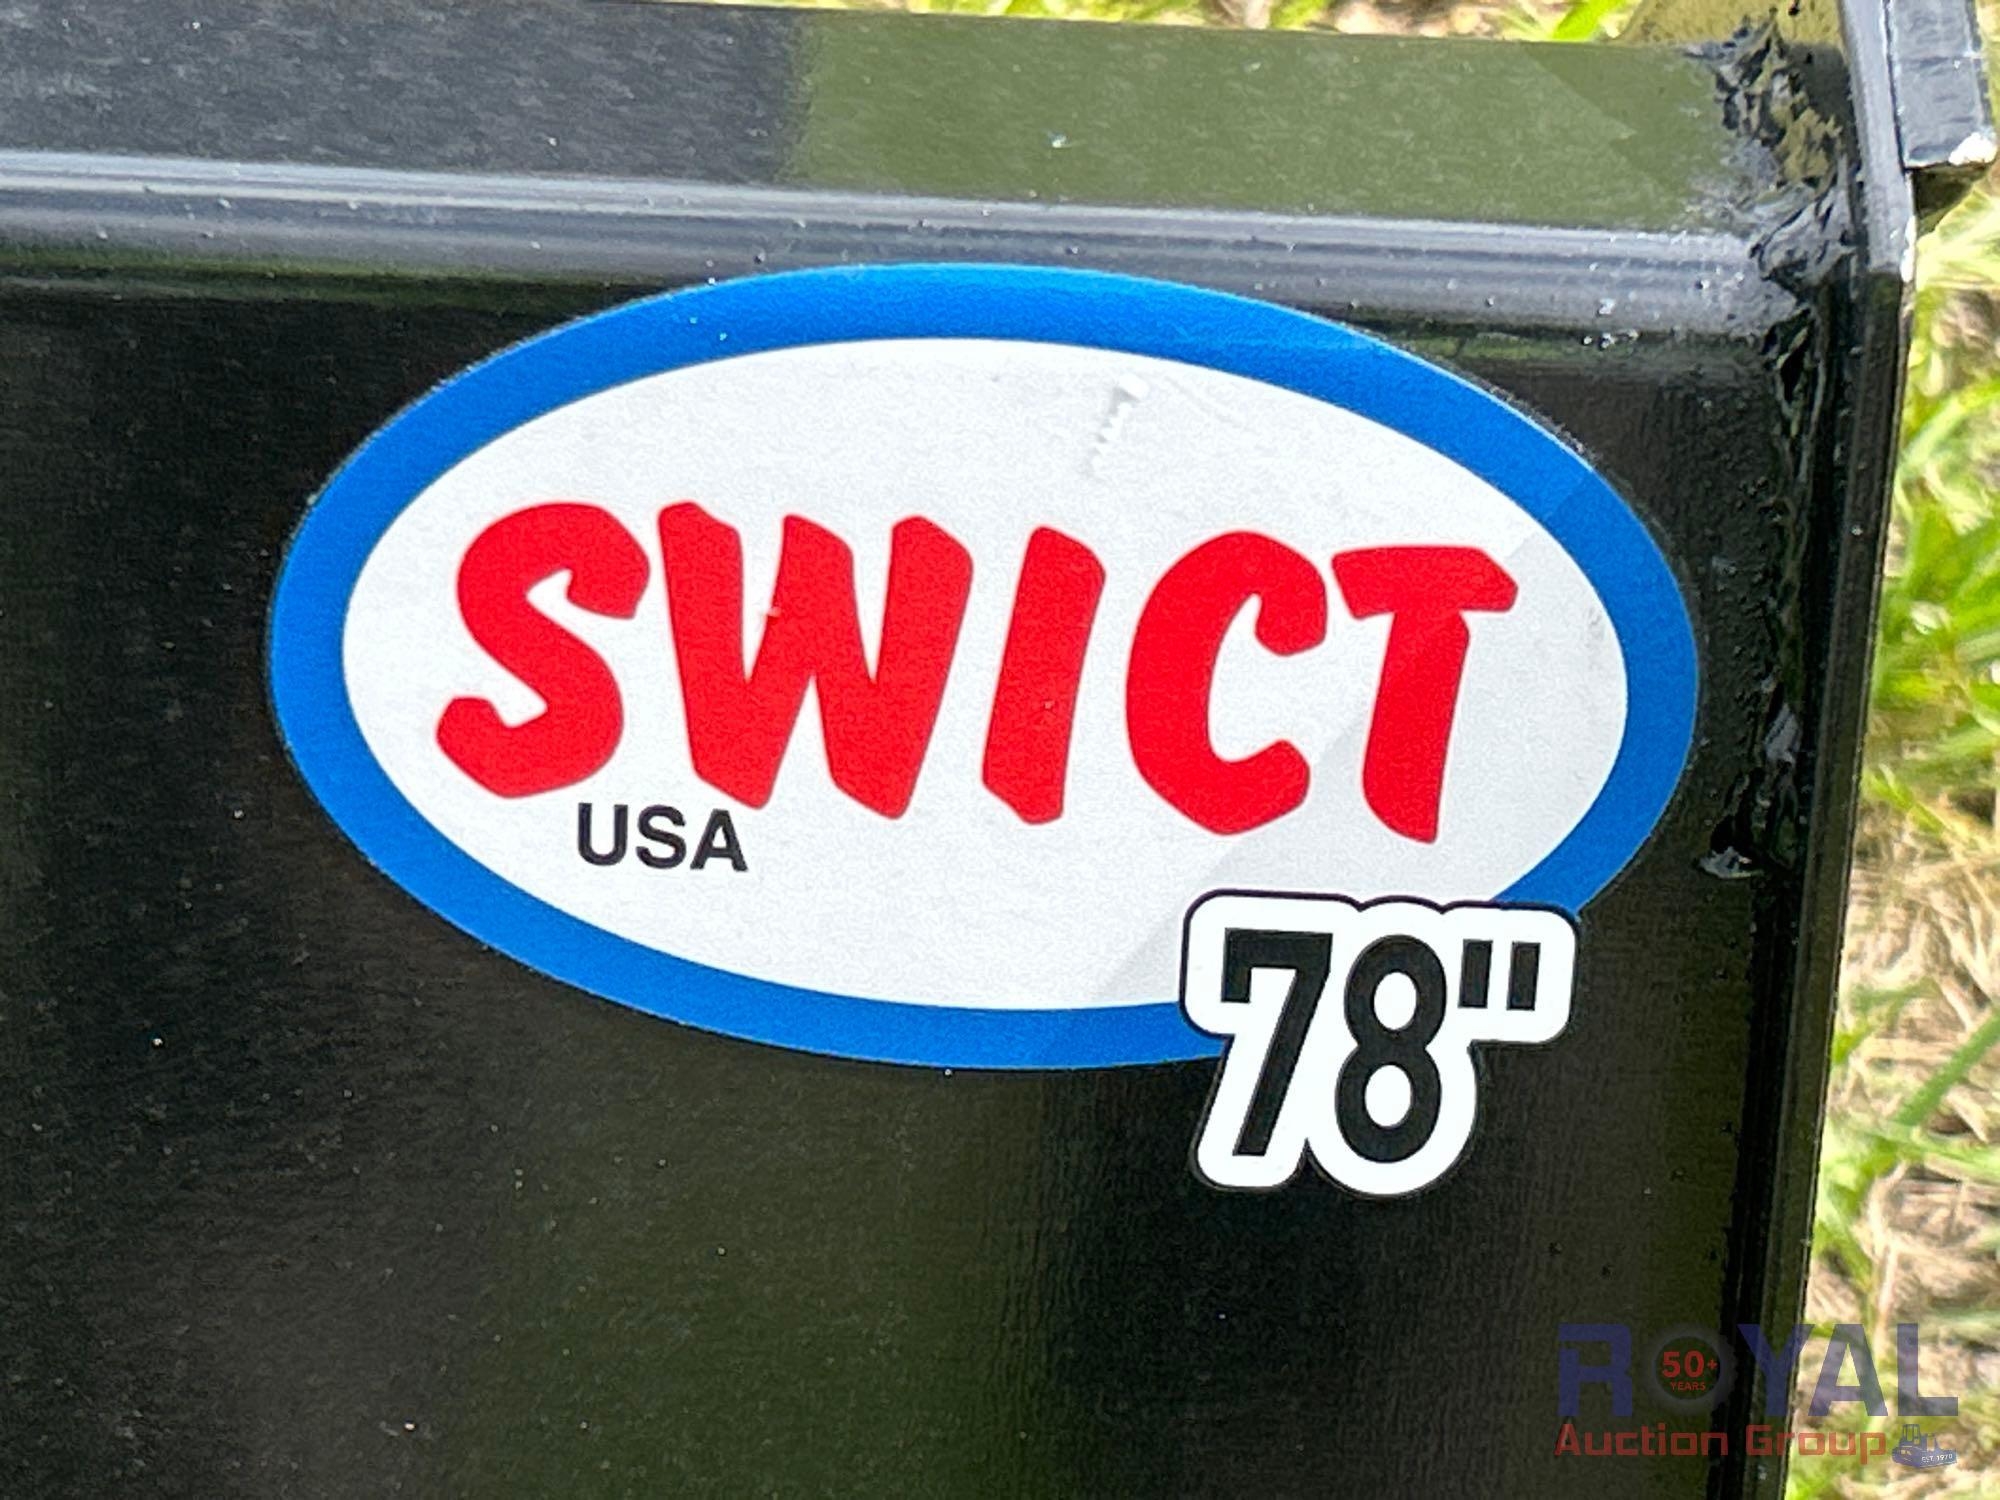 SWICT
USA
78"
ROYAL
50+
YEARS
Auction Group
EST. 1970